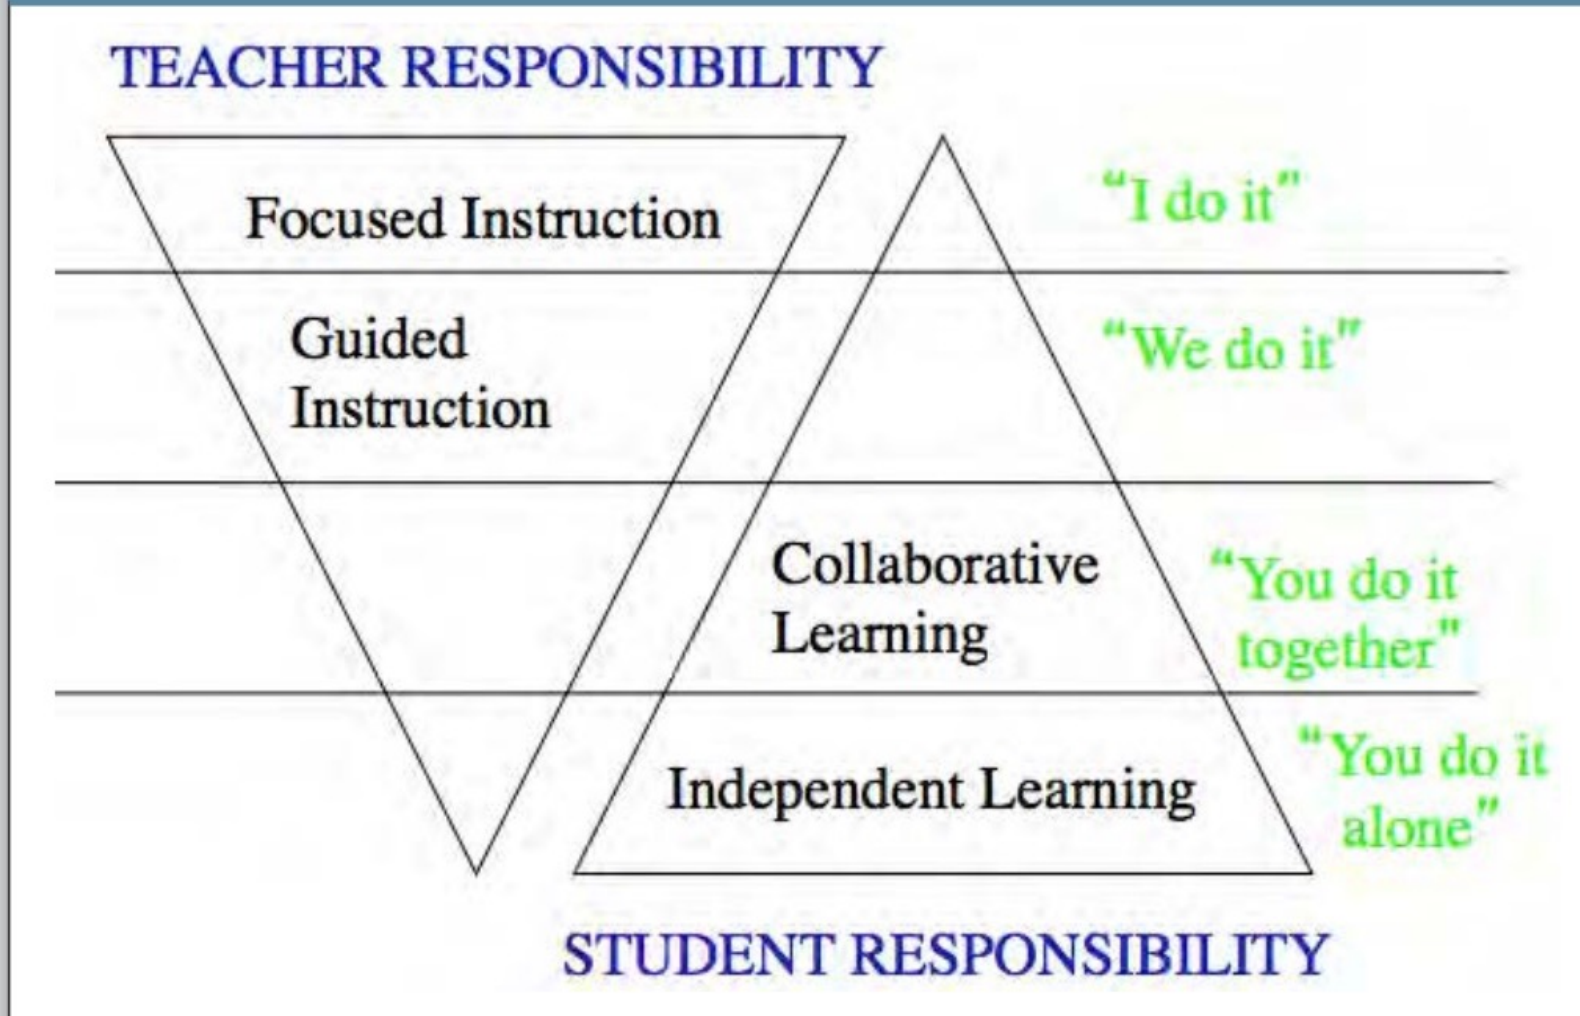 TEACHER RESPONSIBILITY
Focused Instruction
“I do it”
Guided
Instruction
“We do it”
Collaborative
Learning
“You do it
together”
Independent Learning
“You do it
alone”
STUDENT RESPONSIBILITY